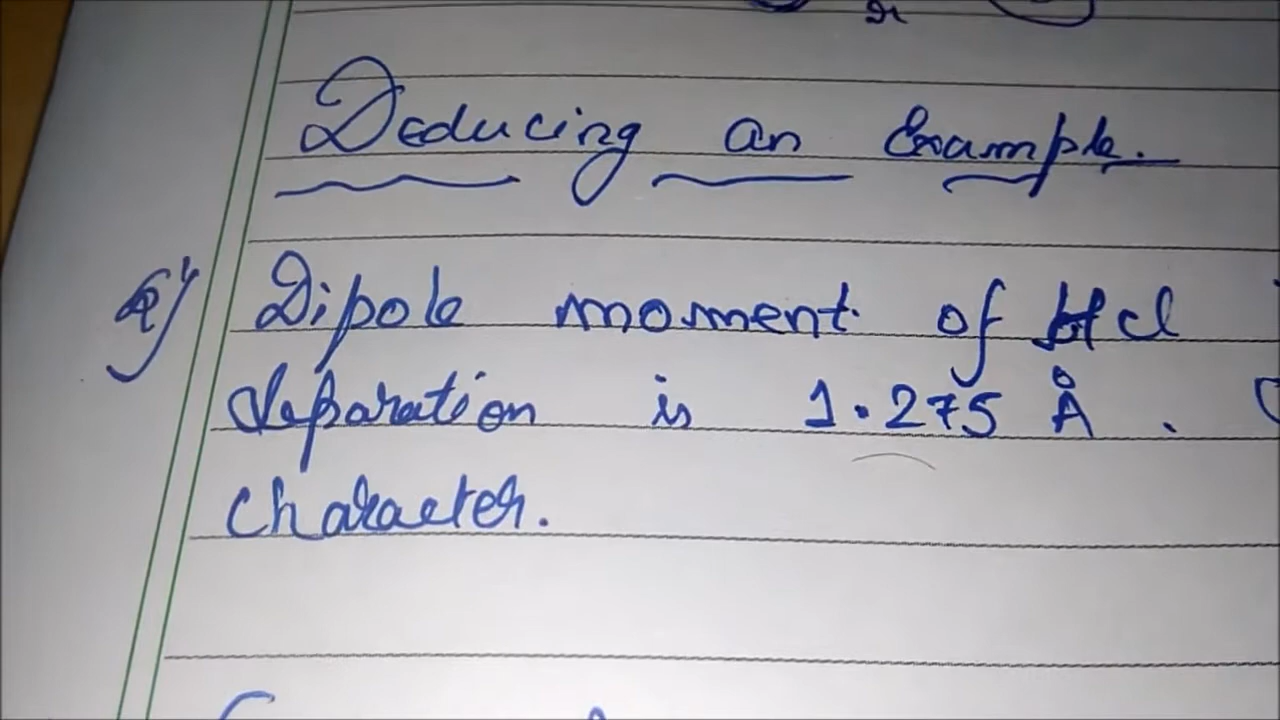 Deducing an Example.
Q) Dipole moment of HCl
separation is 1.275 Å.
character.